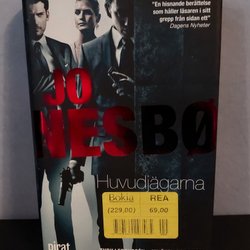 "En hisnande berättelse
som håller läsaren i sitt
grepp från sidan ett"
Dagens Nyheter
JO
NESBØ
Huvudjägarna
Bokia REA
(229,00) 69,00
pirat